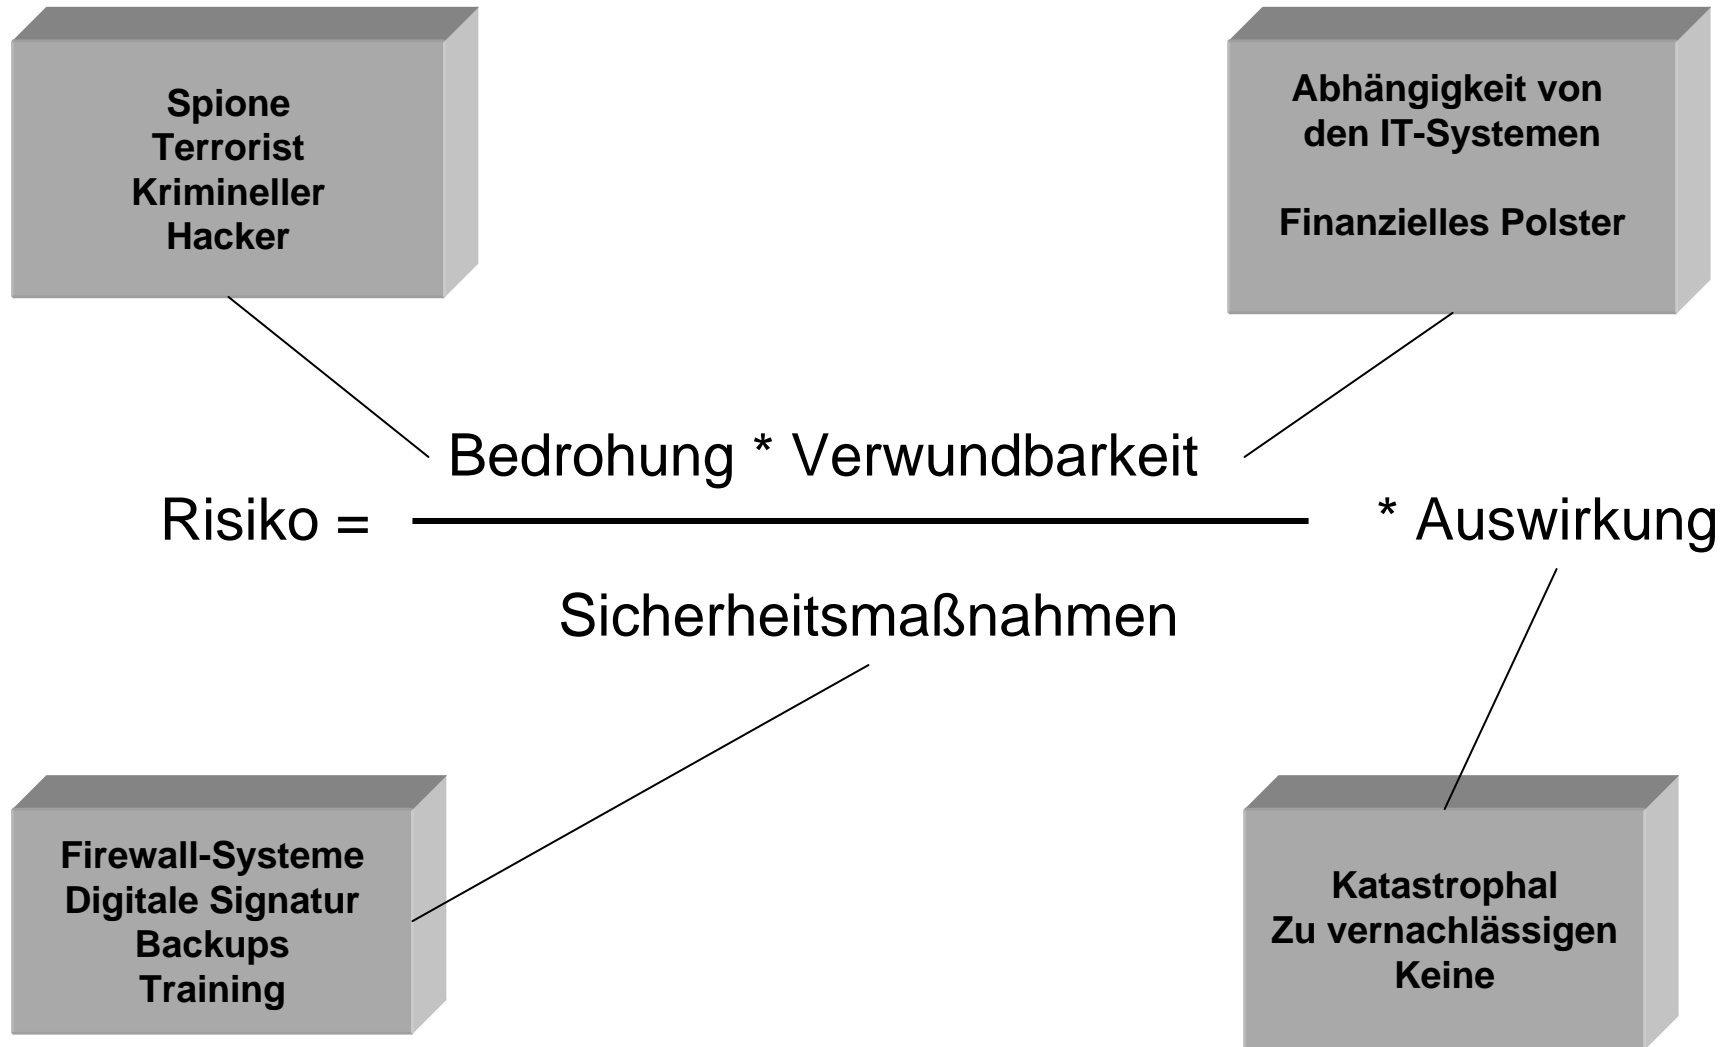 Spione
Terrorist
Krimineller
Hacker
Abhängigkeit von
den IT-Systemen
Finanzielles Polster
Bedrohung * Verwundbarkeit
Risiko =
* Auswirkung
Sicherheitsmaßnahmen
Firewall-Systeme
Digitale Signatur
Backups
Training
Katastrophal
Zu vernachlässigen
Keine